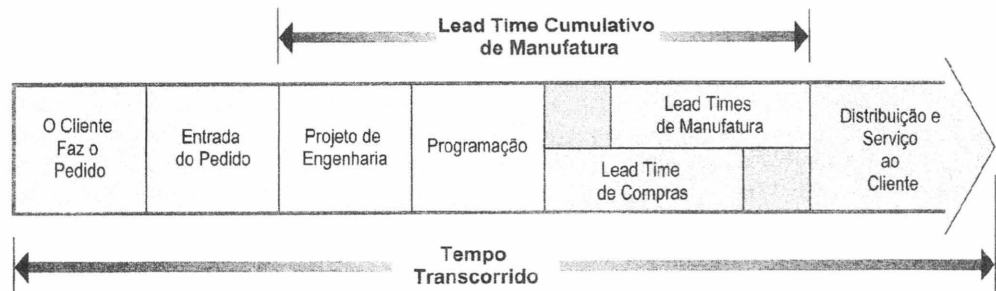 Lead Time Cumulativo
de Manufatura
O Cliente
Faz o
Pedido
Entrada
do Pedido
Projeto de
Engenharia
Programação
Lead Times
de Manufatura
Lead Time
de Compras
Distribuição e
Serviço
ao
Cliente
Tempo
Transcorrido